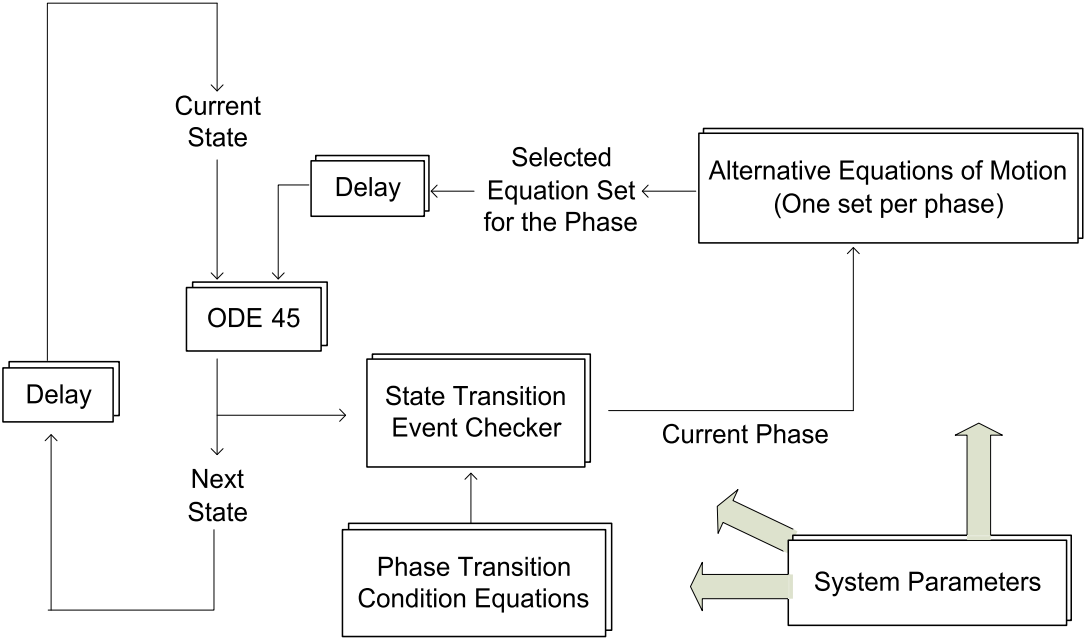 Current
State
Delay
Selected
Equation Set
for the Phase
Alternative Equations of Motion
(One set per phase)
ODE 45
Delay
State Transition
Event Checker
Current Phase
Next
State
Phase Transition
Condition Equations
System Parameters